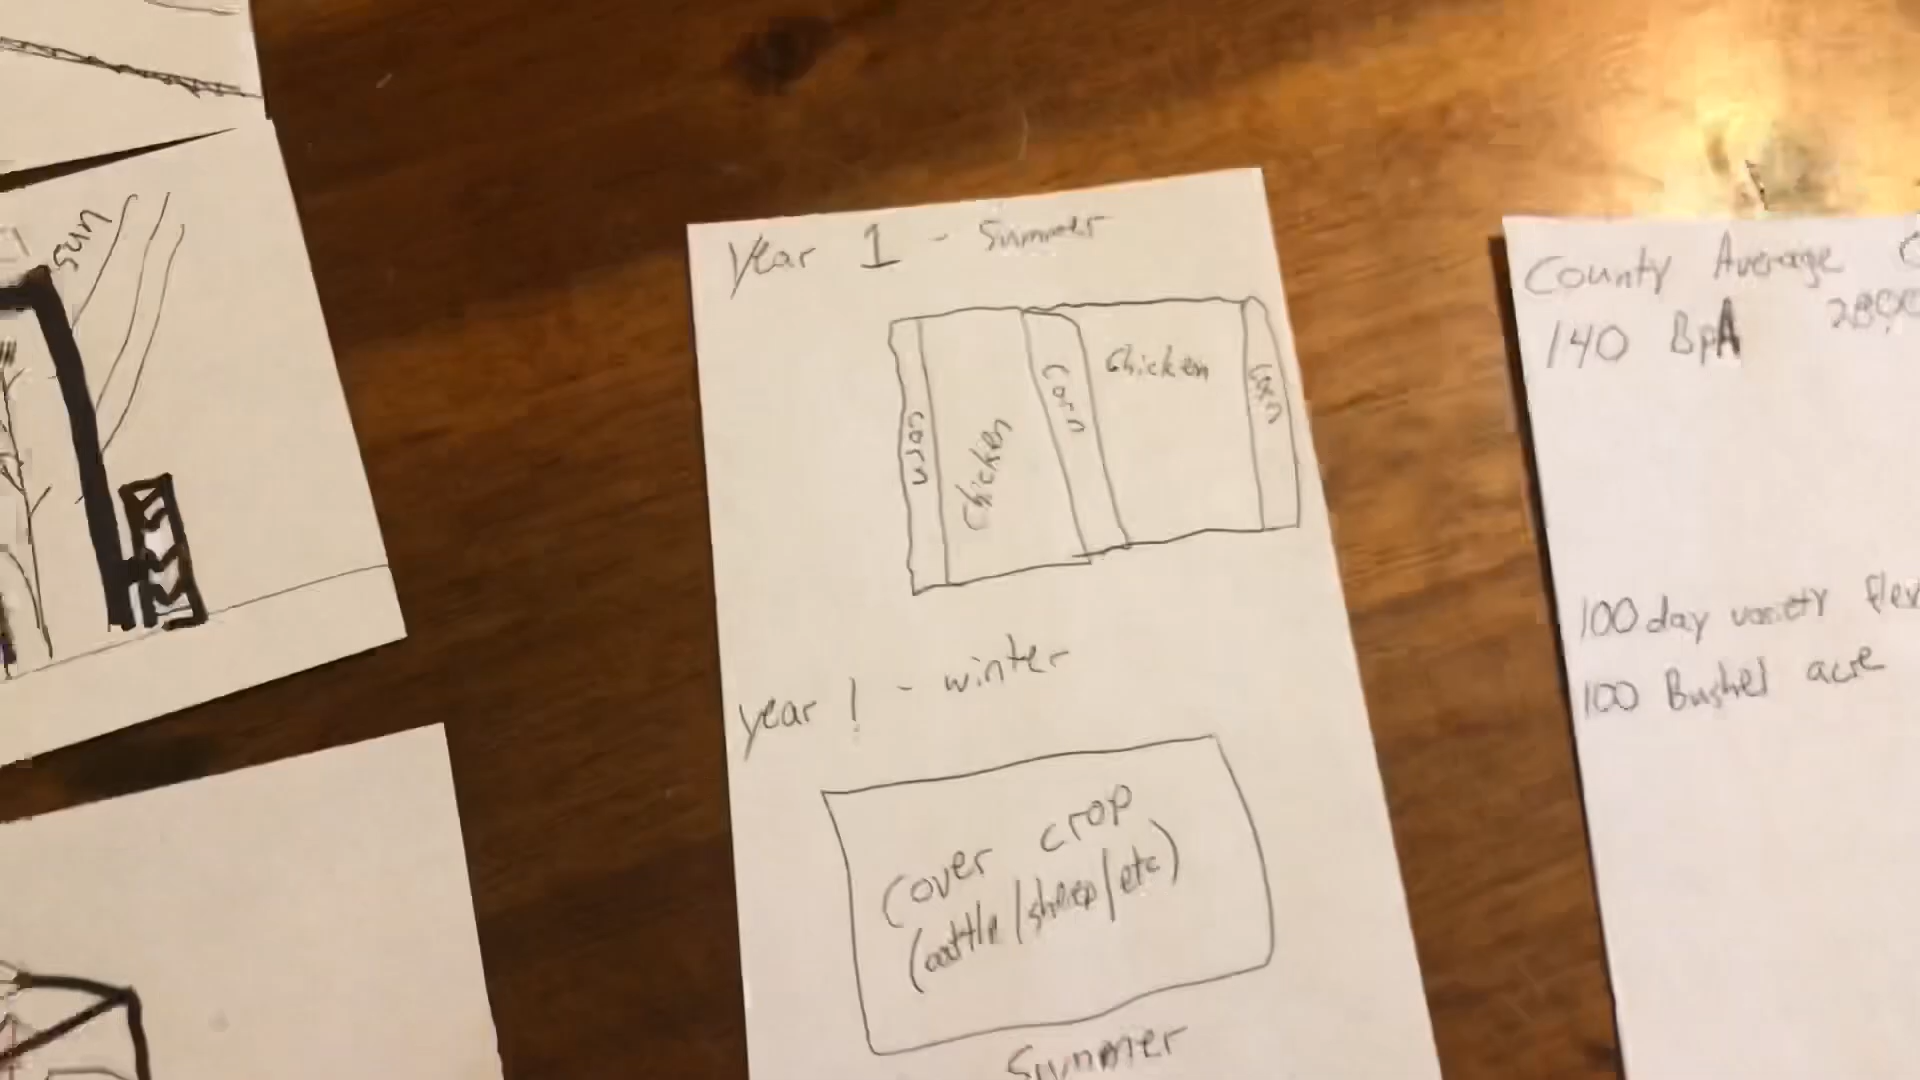 Sun
Year 1 - Summer
Corn
Chicken
Corn
Chicken
Corn
year 1 - winter
Cover crop
(cattle/sheep/etc)
Summer
County Average
140 BpA
100 day variety
100 Bushel acre